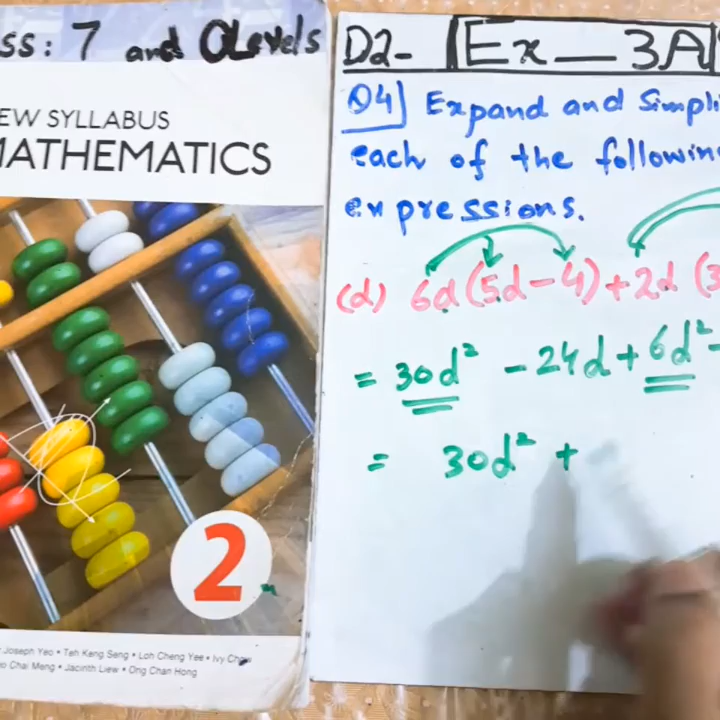 ss: 7 and OLevels
EW SYLLABUS
MATHEMATICS
2
Joseph Yeo • Teh Keng Seng • Loh Cheng Yee • Ivy Chow
o Chai Meng • Jacinth Liew • Ong Chan Hong
D2- Ex — 3A
Q4) Expand and Simpli
each of the followin
expressions.
(d) 6d(5d-4)+2d(3
= 30d² - 24d + 6d² -
= 30d² +